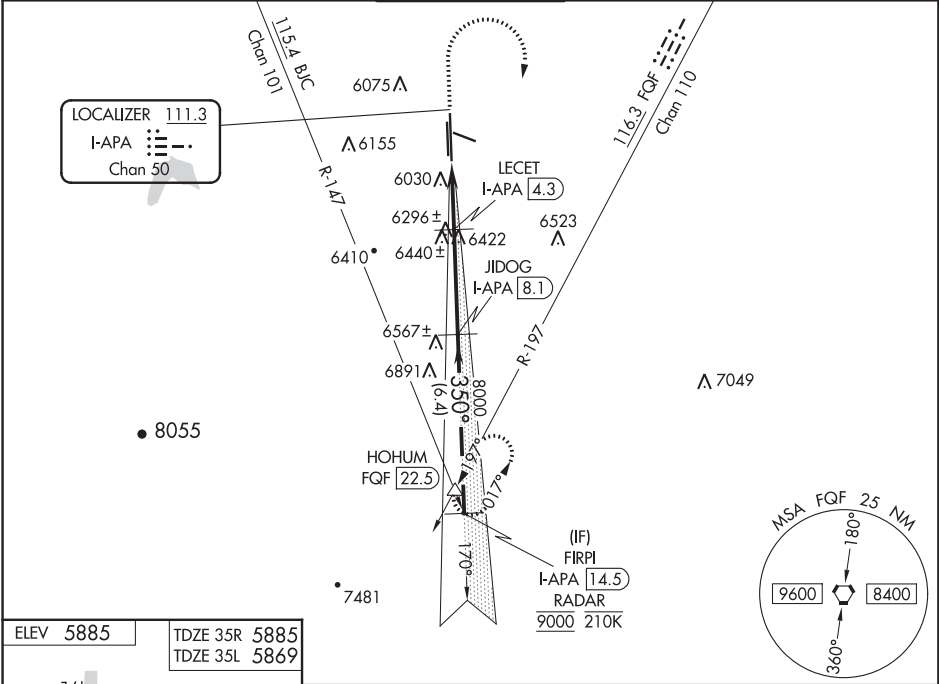 115.4 BJC
Chan 101
116.3 FQF
Chan 110
6075
LOCALIZER 111.3
I-APA
Chan 50
6155
R-147
6030
LECET
I-APA 4.3
6296±
6523
6422
6410
6440±
JIDOG
I-APA 8.1
6567±
R-197
6891
8000
350°
(6.4)
7049
8055
HOHUM
FQF 22.5
197°
017°
170°
(IF)
FIRPI
I-APA 14.5
RADAR
9000 210K
7481
MSA FQF 25 NM
180°
9600
8400
360°
ELEV 5885
TDZE 35R 5885
TDZE 35L 5869